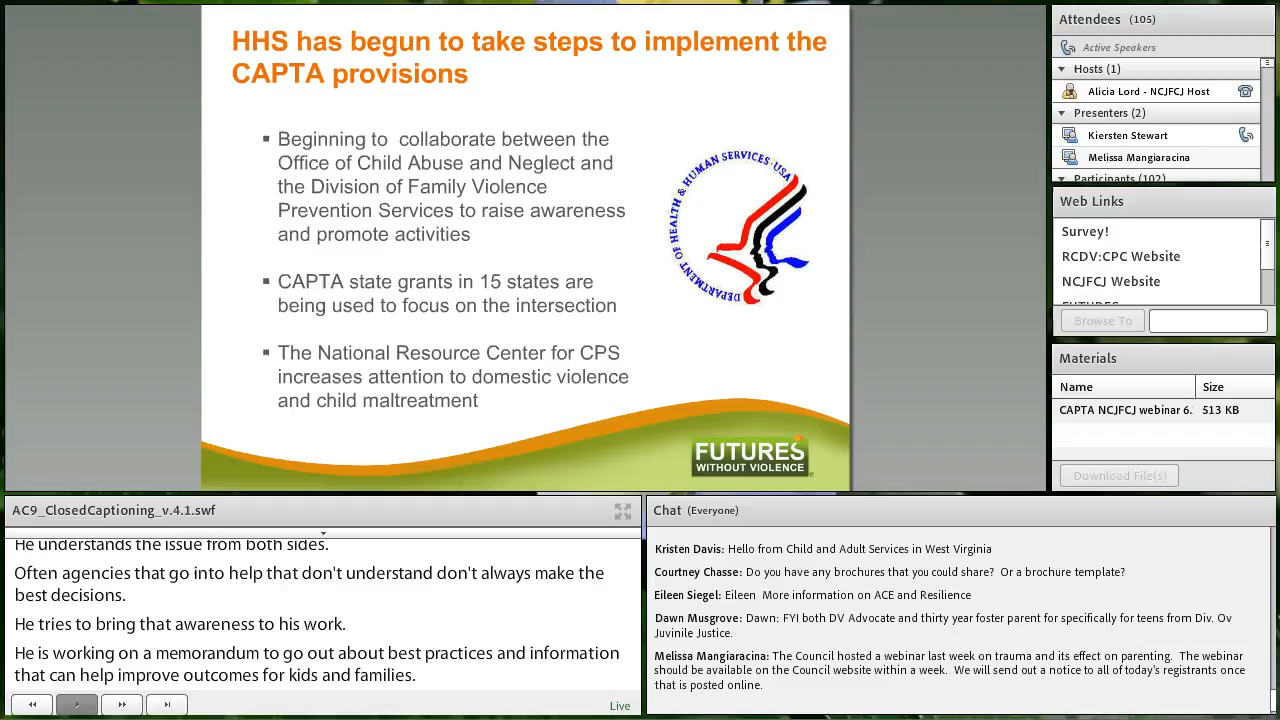 HHS has begun to take steps to implement the
CAPTA provisions
▪ Beginning to collaborate between the
Office of Child Abuse and Neglect and
the Division of Family Violence
Prevention Services to raise awareness
and promote activities
▪ CAPTA state grants in 15 states are
being used to focus on the intersection
▪ The National Resource Center for CPS
increases attention to domestic violence
and child maltreatment
DEPARTMENT OF HEALTH & HUMAN SERVICES·USA
FUTURES
WITHOUT VIOLENCE
Attendees (105)
Active Speakers
Hosts (1)
Alicia Lord - NCJFCJ Host
Presenters (2)
Kiersten Stewart
Melissa Mangiaracina
Participants (102)
Web Links
Survey!
RCDV:CPC Website
NCJFCJ Website
FUTURES
Browse To
Materials
Name
Size
CAPTA NCJFCJ webinar 6.
513 KB
Download File(s)
AC9_ClosedCaptioning_v.4.1.swf
He understands the issue from both sides.
Often agencies that go into help that don't understand don't always make the
best decisions.
He tries to bring that awareness to his work.
He is working on a memorandum to go out about best practices and information
that can help improve outcomes for kids and families.
Live
Chat (Everyone)
Kristen Davis: Hello from Child and Adult Services in West Virginia
Courtney Chasse: Do you have any brochures that you could share? Or a brochure template?
Eileen Siegel: Eileen More information on ACE and Resilience
Dawn Musgrove: Dawn: FYI both DV Advocate and thirty year foster parent for specifically for teens from Div. Ov
Juvinile Justice.
Melissa Mangiaracina: The Council hosted a webinar last week on trauma and its effect on parenting. The webinar
should be available on the Council website within a week. We will send out a notice to all of today's registrants once
that is posted online.